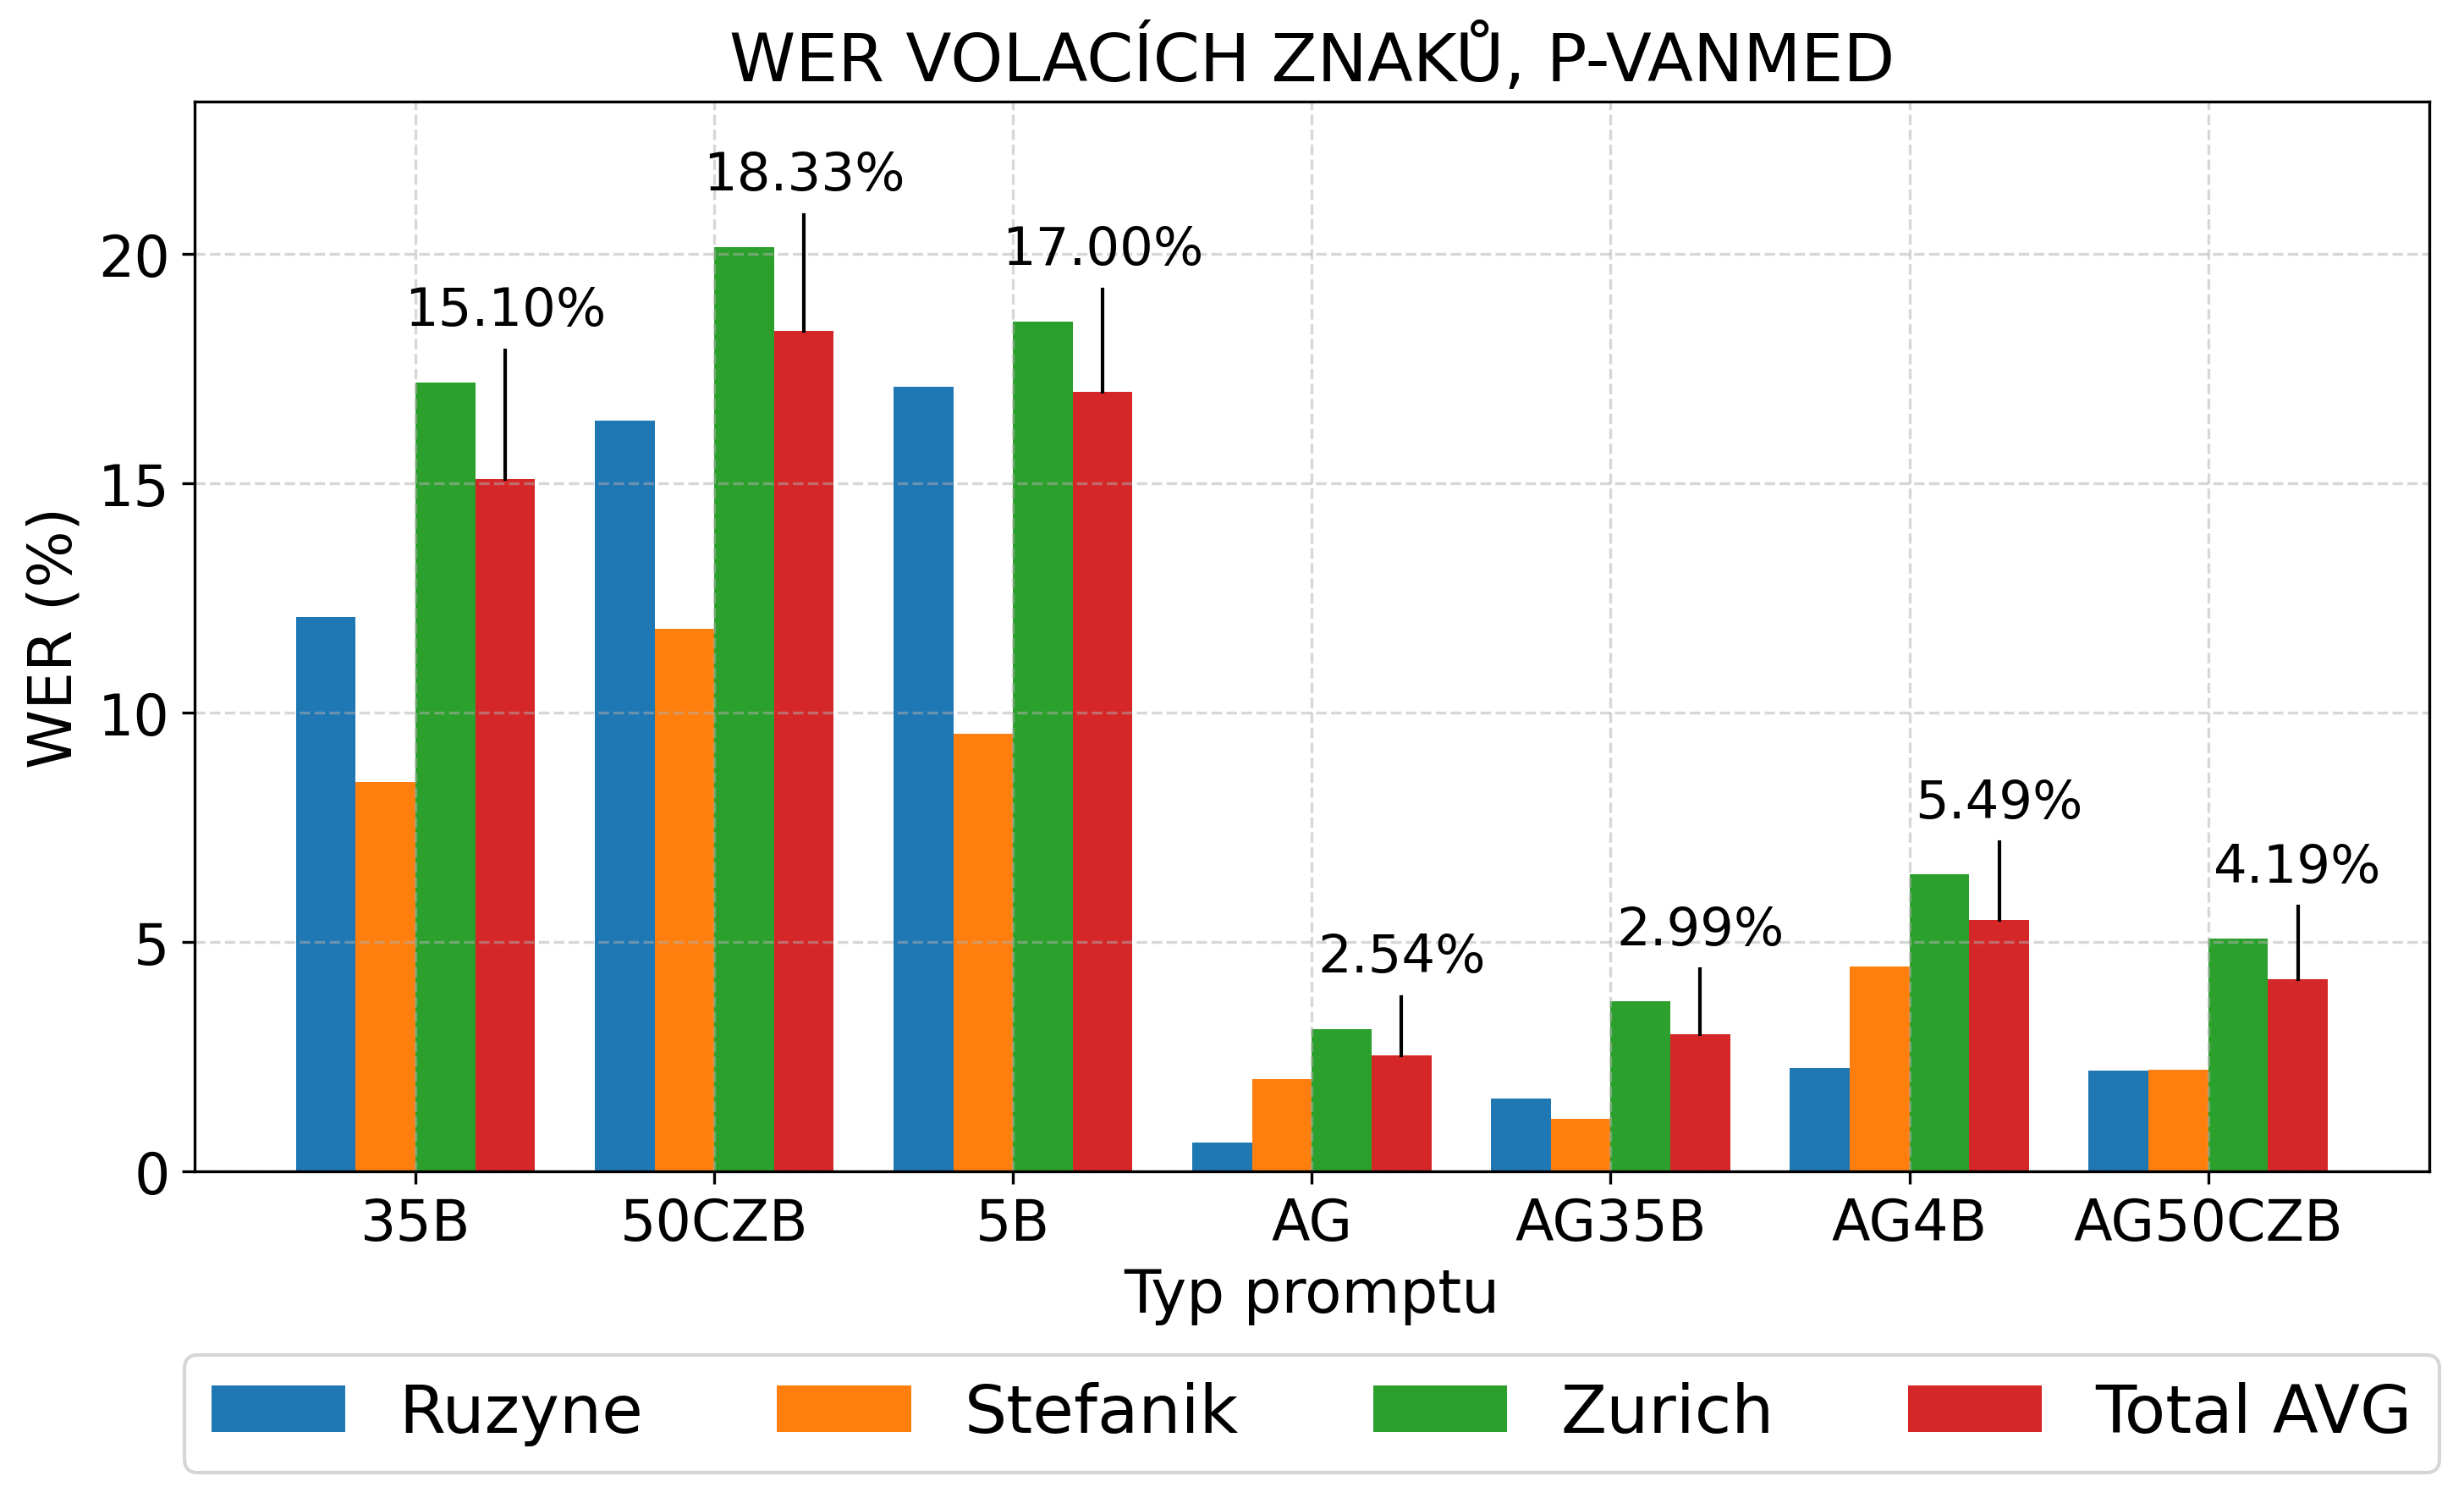 WER VOLACÍCH ZNAKŮ, P-VANMED
WER (%)
20
15
10
5
0
15.10%
18.33%
17.00%
2.54%
2.99%
5.49%
4.19%
35B
50CZB
5B
AG
AG35B
AG4B
AG50CZB
Typ promptu
Ruzyne
Stefanik
Zurich
Total AVG